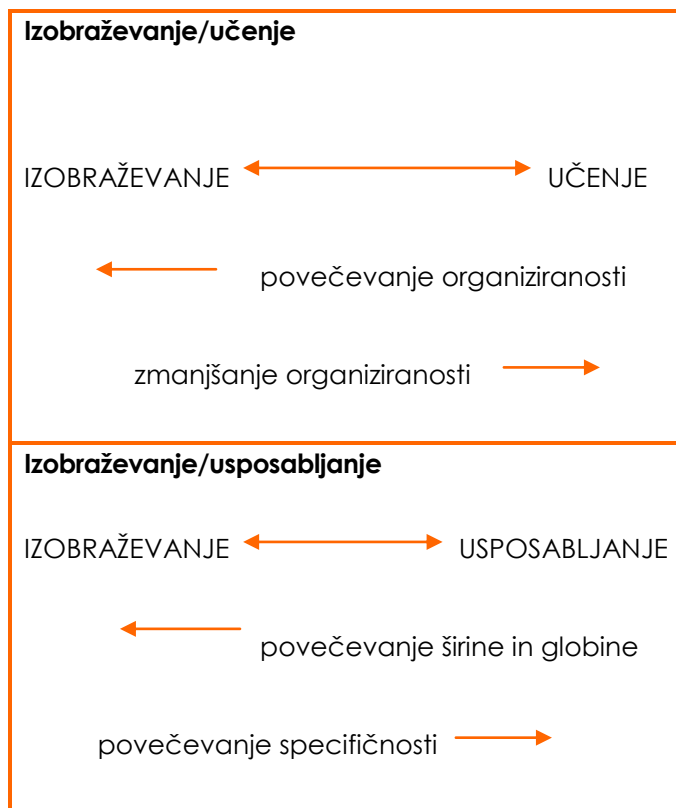 Izobraževanje/učenje
IZOBRAŽEVANJE UČENJE
povečevanje organiziranosti
zmanjšanje organiziranosti
Izobraževanje/usposabljanje
IZOBRAŽEVANJE USPOSABLJANJE
povečevanje širine in globine
povečevanje specifičnosti